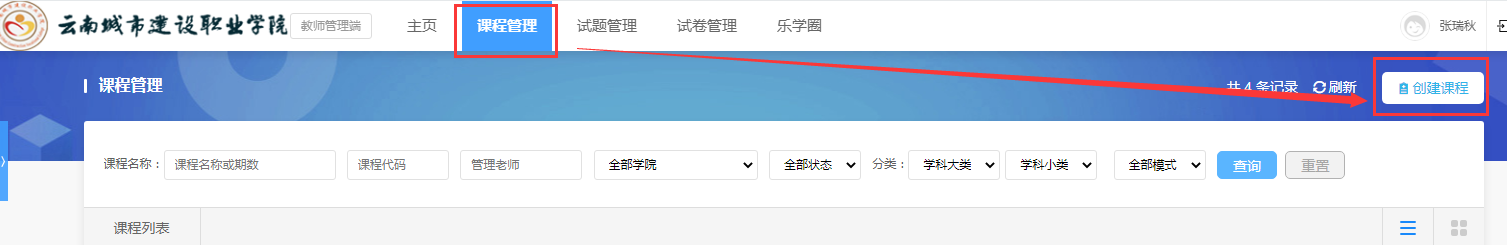 云南城市建设职业学院 教师管理端 主页 课程管理 试题管理 试卷管理 乐学圈 张瑞秋
课程管理 共 4 条记录 刷新 创建课程
课程名称： 课程名称或期数 课程代码 管理老师 全部学院 全部状态 分类： 学科大类 学科小类 全部模式 查询 重置
课程列表